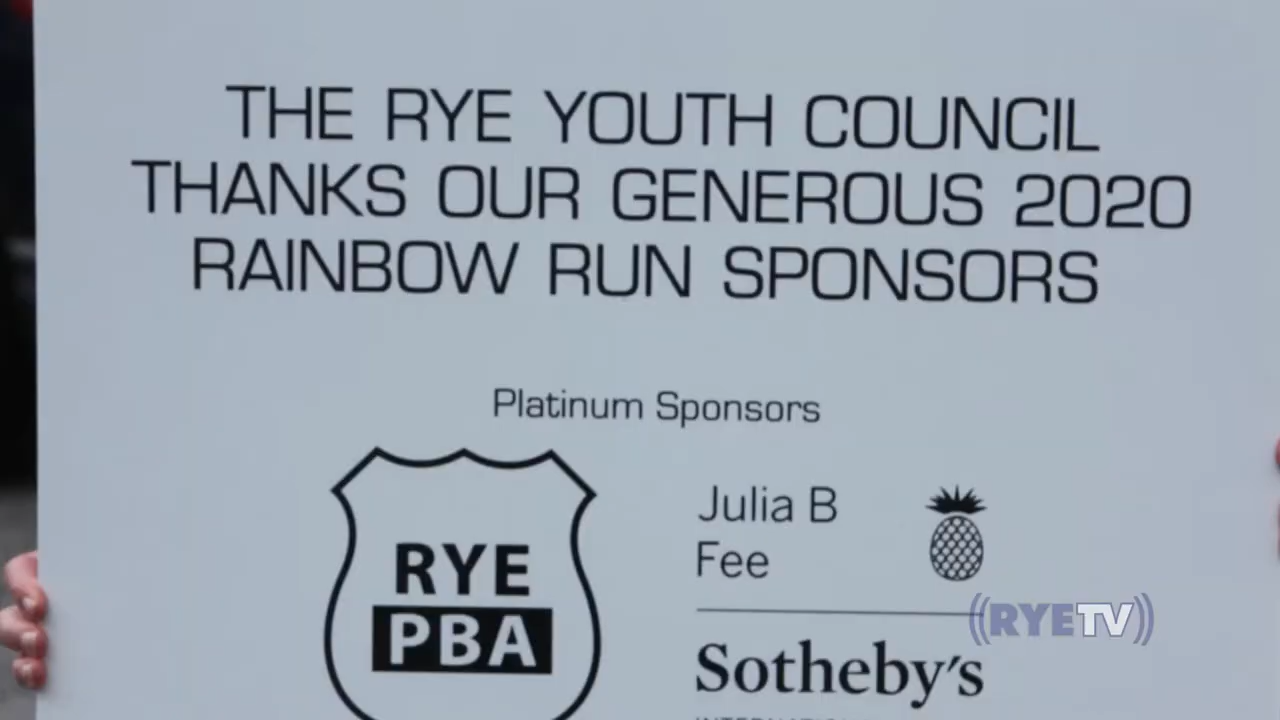 THE RYE YOUTH COUNCIL
THANKS OUR GENEROUS 2020
RAINBOW RUN SPONSORS
Platinum Sponsors
RYE
PBA
Julia B
Fee
Sotheby's
RYETV